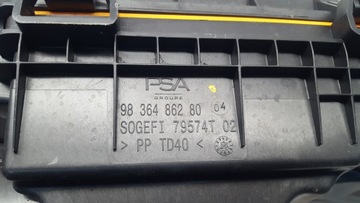 PSA
GROUPE
98 364 862 80 04
SOGEFI 79574T 02
> PP TD40 <